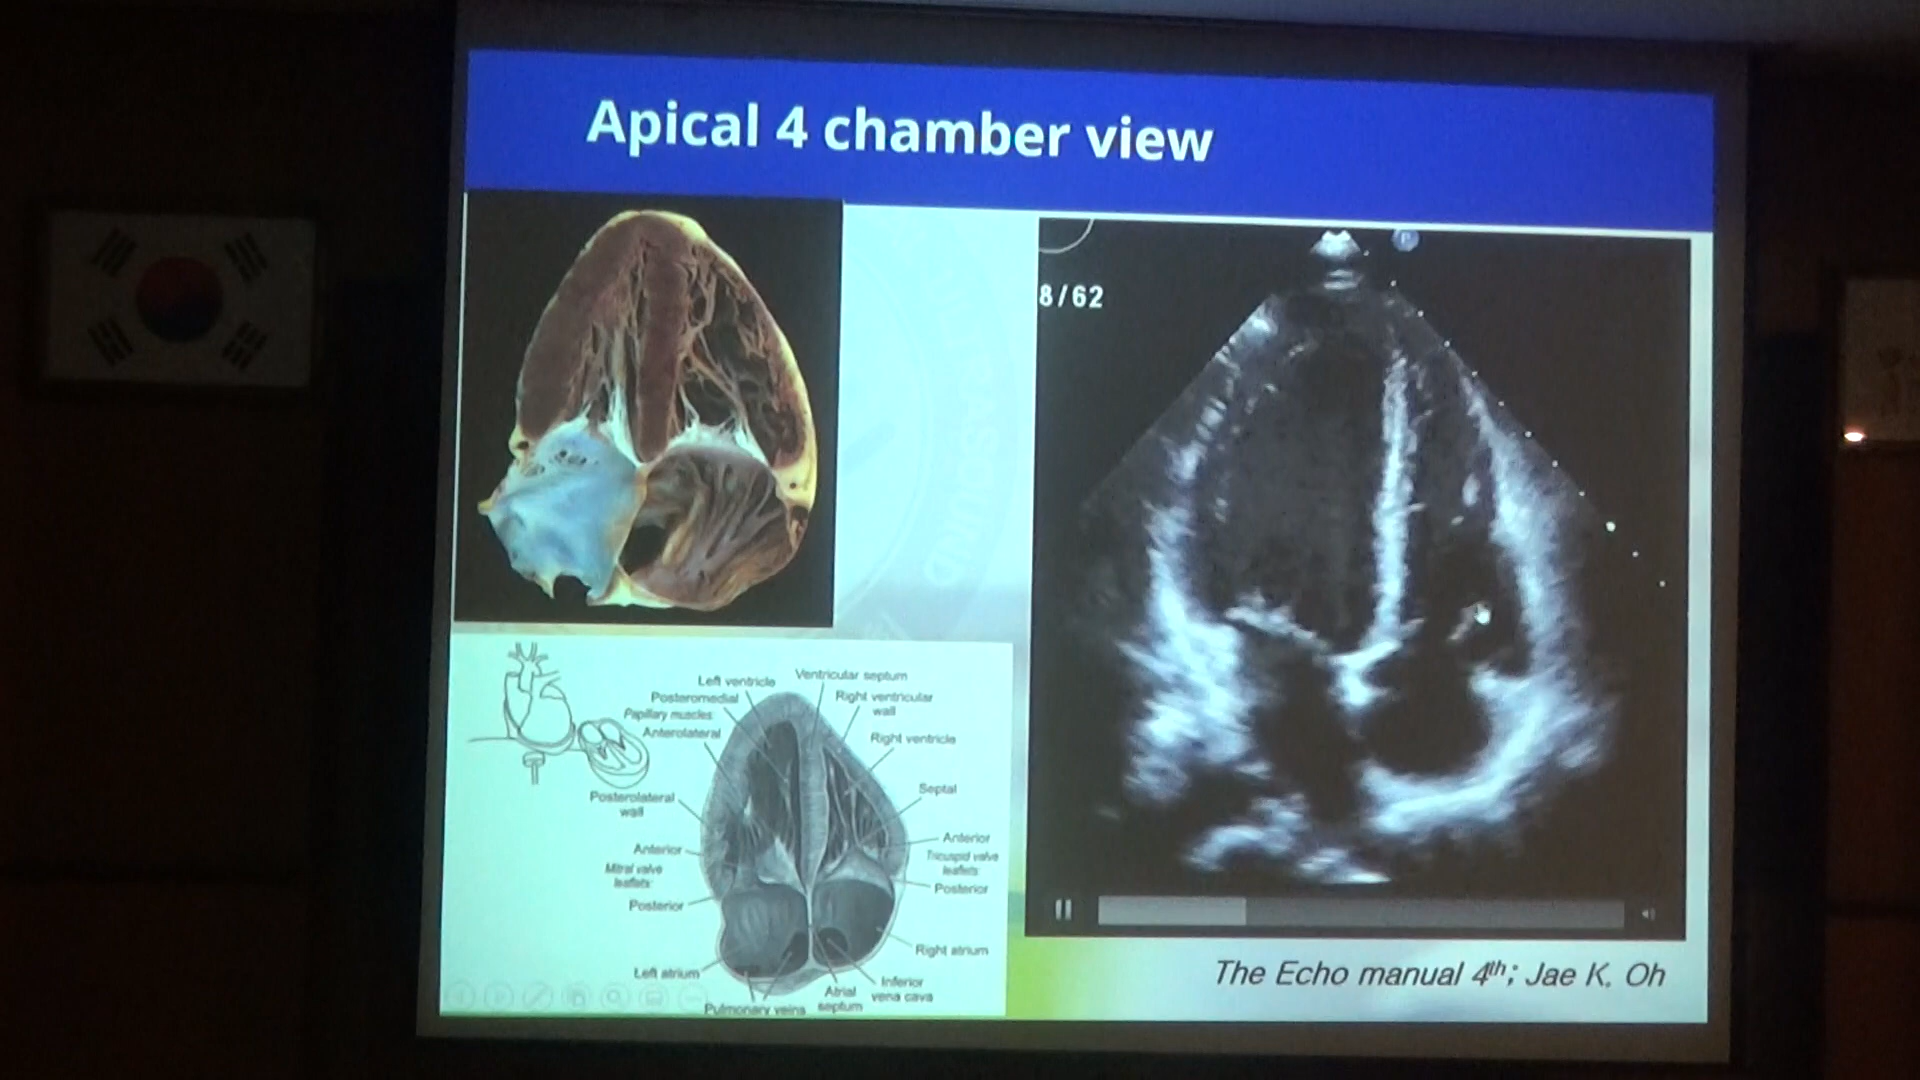 Apical 4 chamber view
P
8/62
Left ventricle
Ventricular septum
Posteromedial
Papillary muscles:
Anterolateral
Right ventricular
wall
Right ventricle
Posterolateral
wall
Septal
Anterior
Mitral valve
leaflets:
Posterior
Anterior
Tricuspid valve
leaflets:
Posterior
Left atrium
Right atrium
Pulmonary veins
Atrial
septum
Inferior
vena cava
The Echo manual 4th; Jae K. Oh